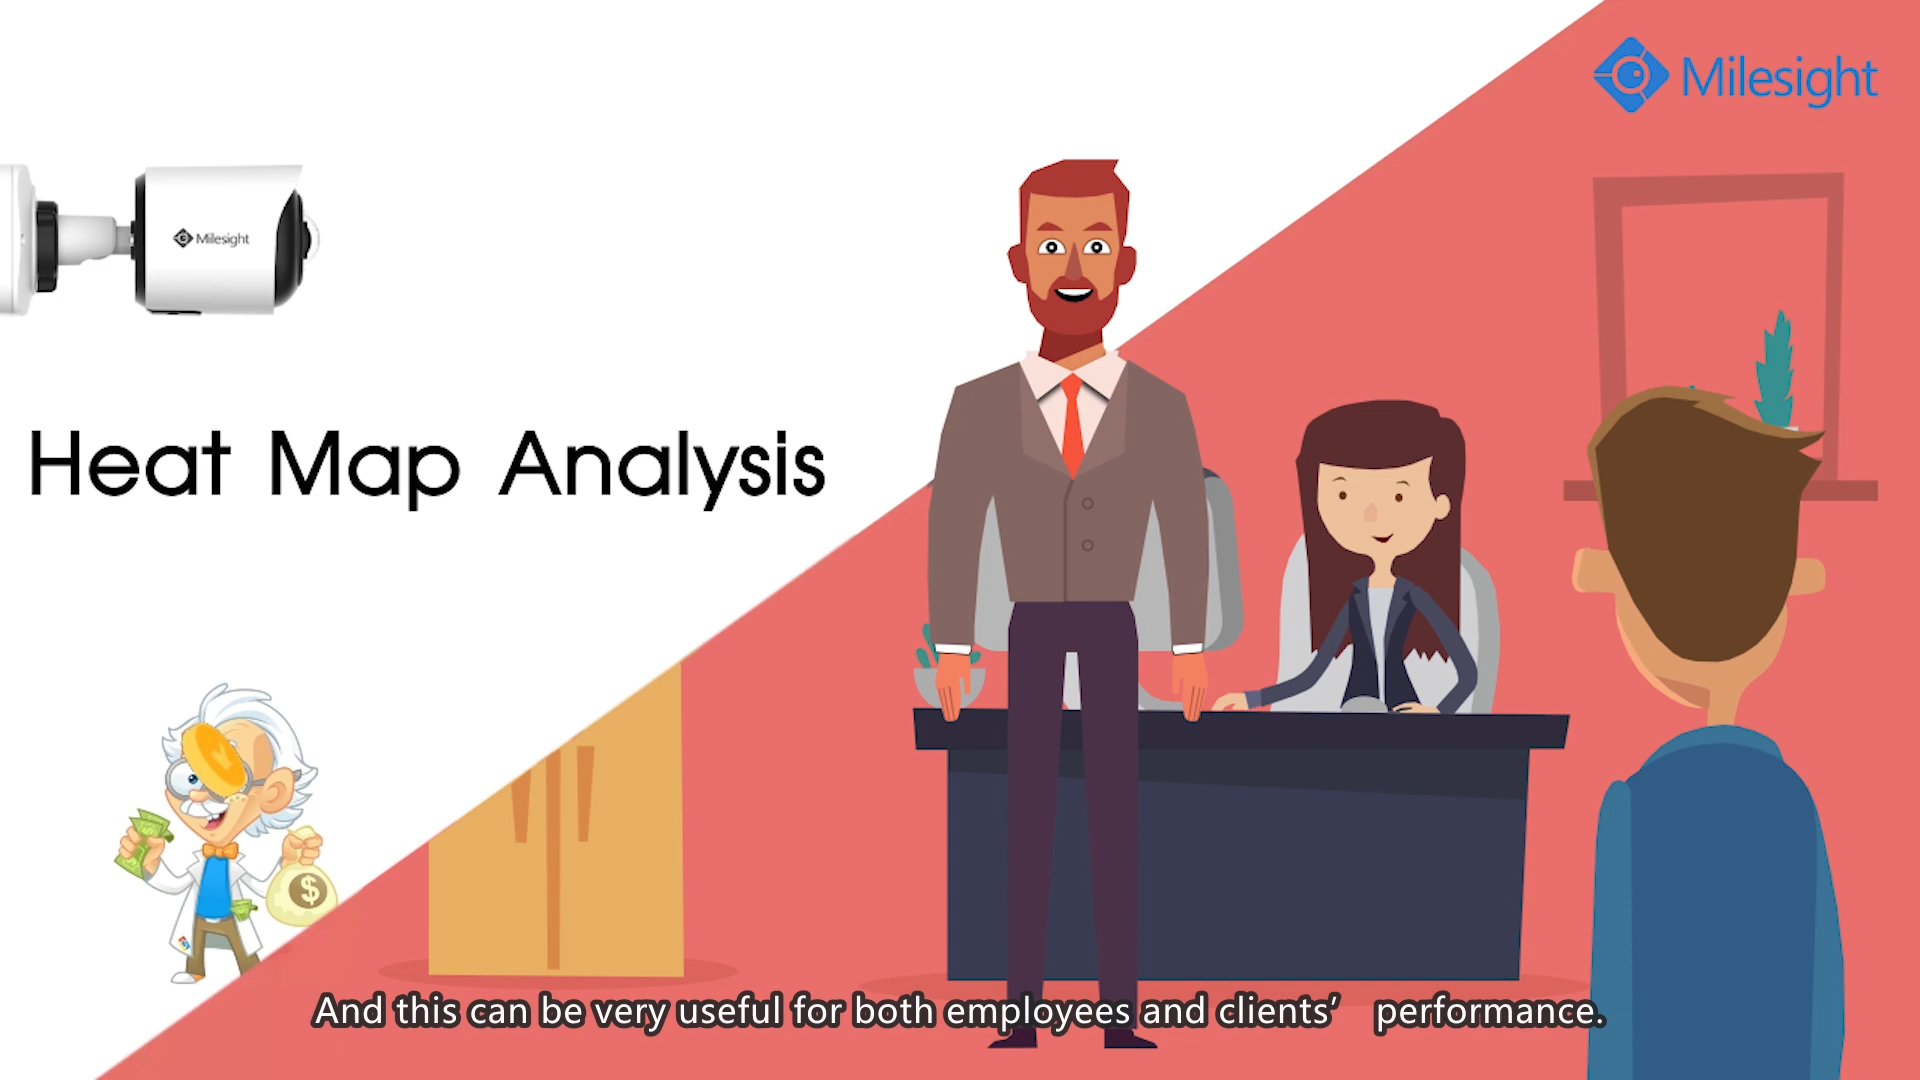 Milesight
Milesight
Heat Map Analysis
$
And this can be very useful for both employees and clients’ performance.